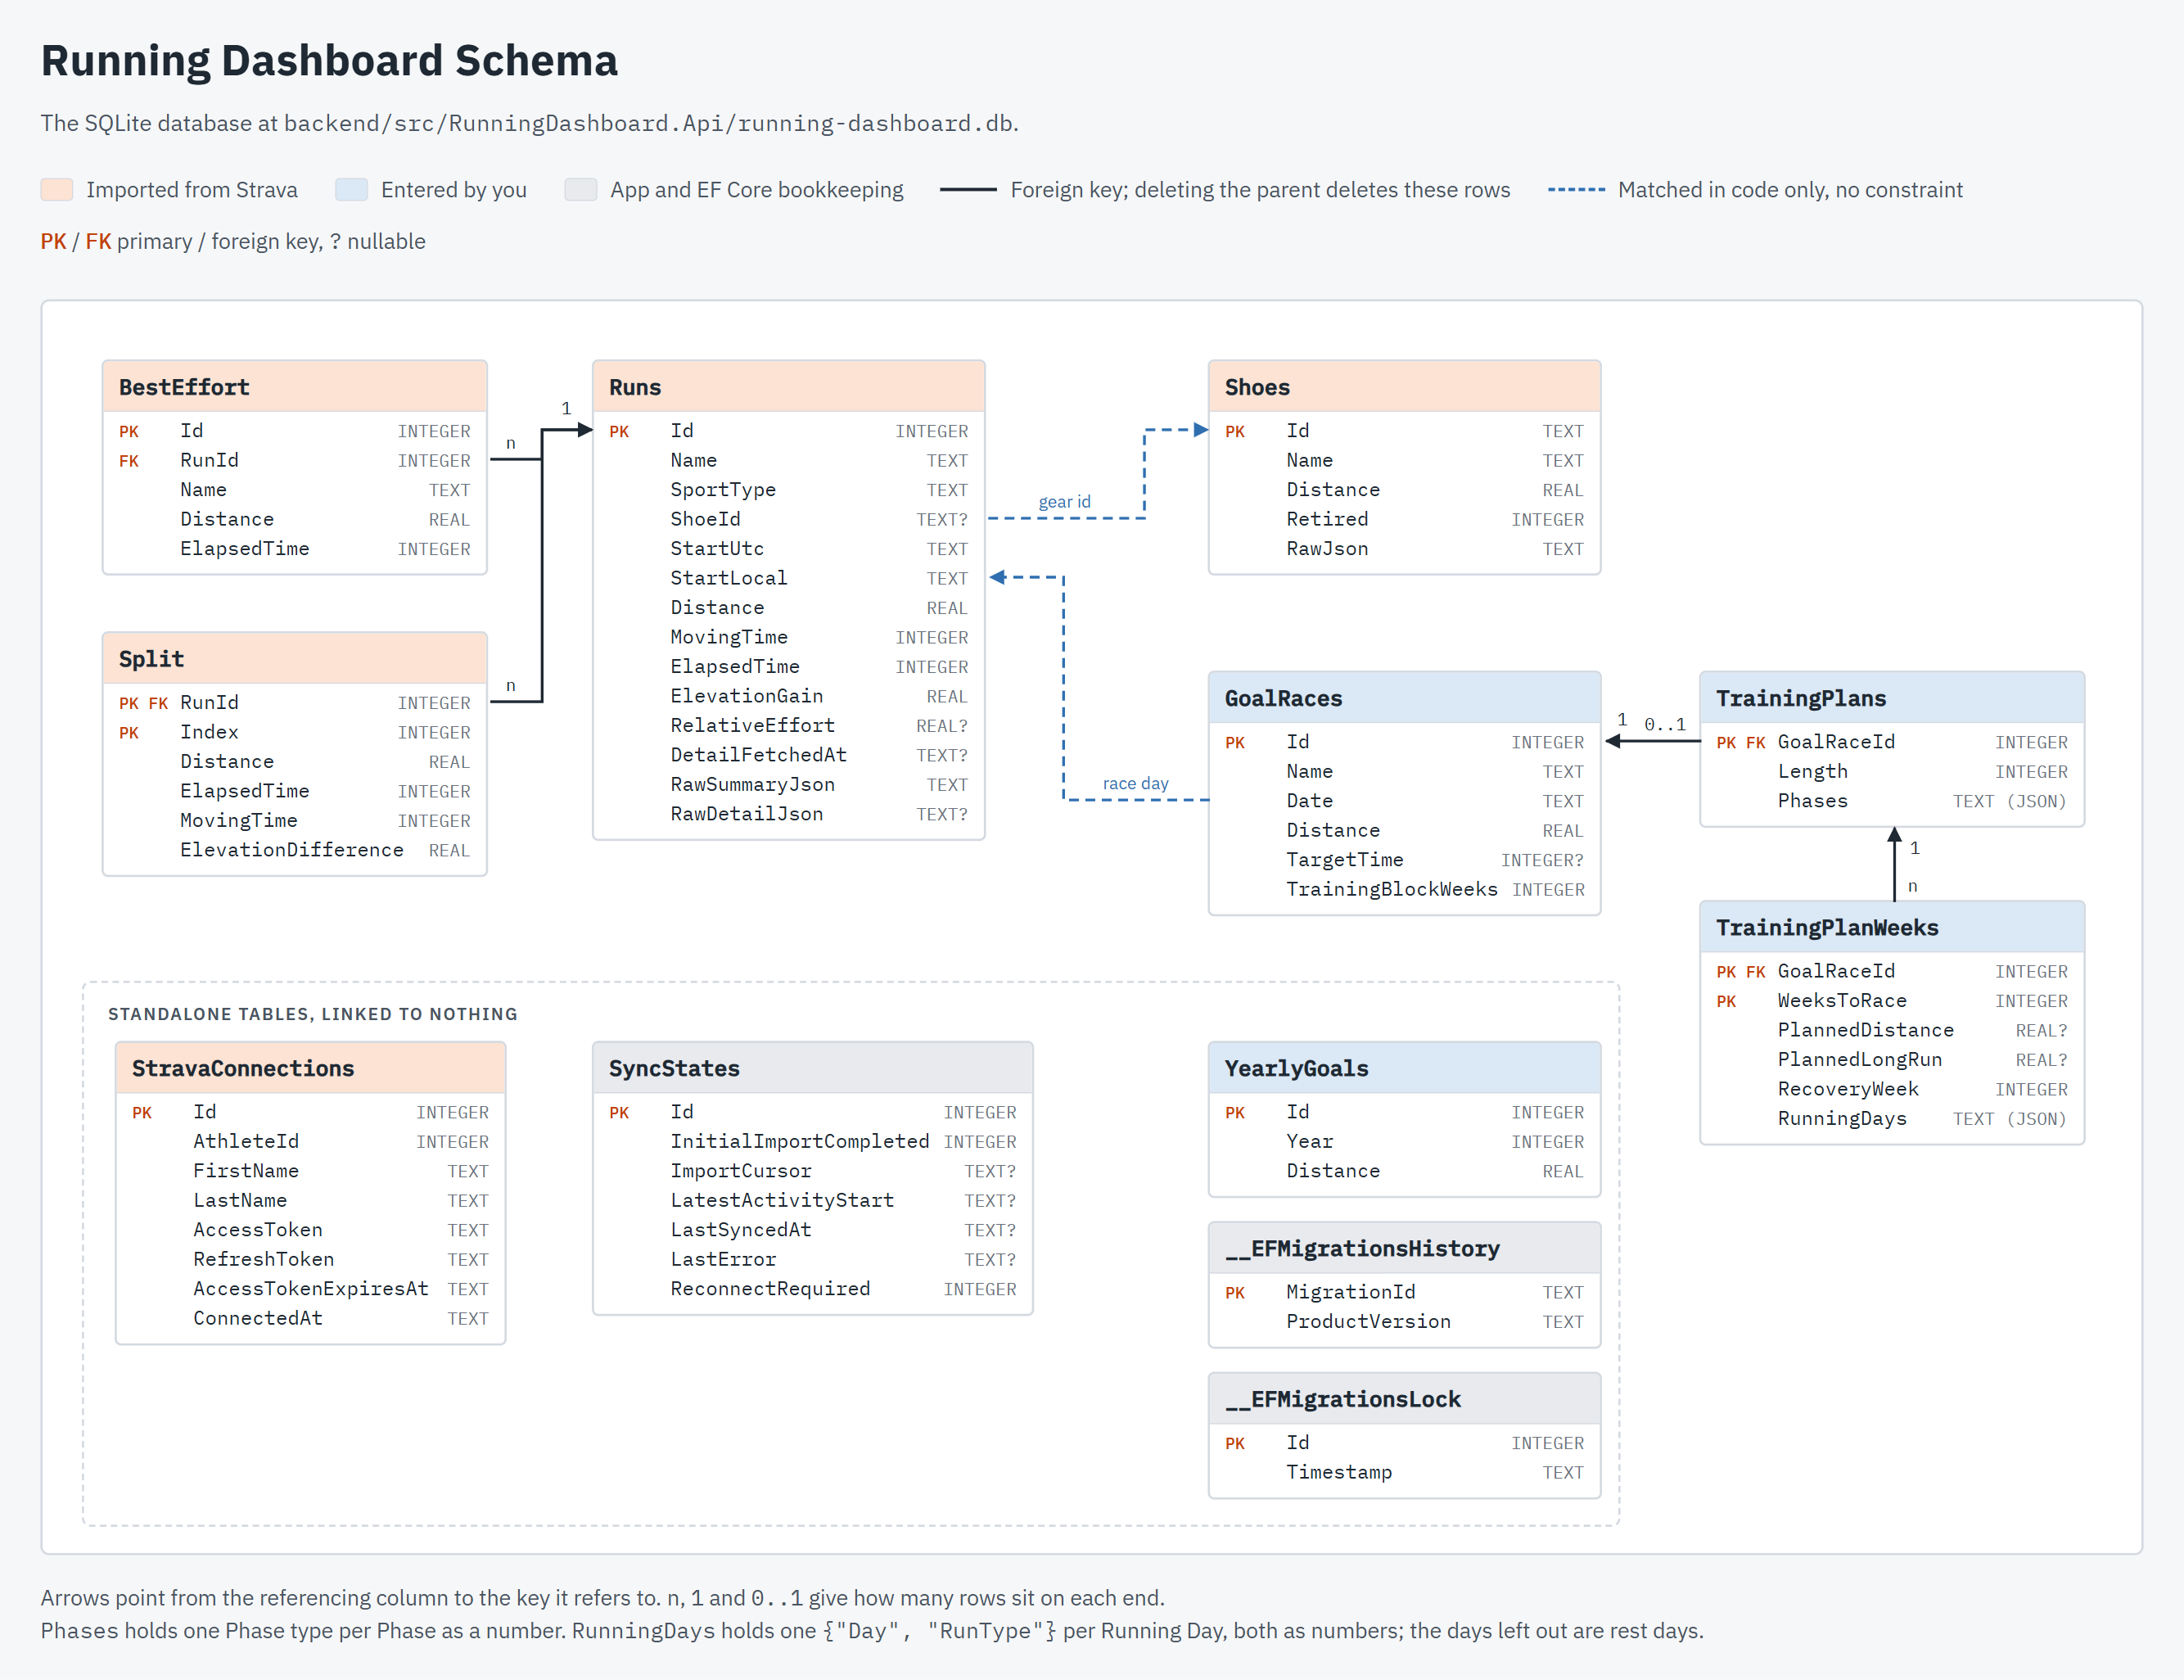 Running Dashboard Schema
The SQLite database at backend/src/RunningDashboard.Api/running-dashboard.db.
Imported from Strava
Entered by you
App and EF Core bookkeeping
Foreign key; deleting the parent deletes these rows
Matched in code only, no constraint
PK / FK primary / foreign key, ? nullable
BestEffort
PK Id INTEGER
FK RunId INTEGER
Name TEXT
Distance REAL
ElapsedTime INTEGER
n
1
Split
PK FK RunId INTEGER
PK Index INTEGER
Distance REAL
ElapsedTime INTEGER
MovingTime INTEGER
ElevationDifference REAL
n
Runs
PK Id INTEGER
Name TEXT
SportType TEXT
ShoeId TEXT?
StartUtc TEXT
StartLocal TEXT
Distance REAL
MovingTime INTEGER
ElapsedTime INTEGER
ElevationGain REAL
RelativeEffort REAL?
DetailFetchedAt TEXT?
RawSummaryJson TEXT
RawDetailJson TEXT?
gear id
race day
Shoes
PK Id TEXT
Name TEXT
Distance REAL
Retired INTEGER
RawJson TEXT
GoalRaces
PK Id INTEGER
Name TEXT
Date TEXT
Distance REAL
TargetTime INTEGER?
TrainingBlockWeeks INTEGER
1 0..1
TrainingPlans
PK FK GoalRaceId INTEGER
Length INTEGER
Phases TEXT (JSON)
1
n
TrainingPlanWeeks
PK FK GoalRaceId INTEGER
PK WeeksToRace INTEGER
PlannedDistance REAL?
PlannedLongRun REAL?
RecoveryWeek INTEGER
RunningDays TEXT (JSON)
STANDALONE TABLES, LINKED TO NOTHING
StravaConnections
PK Id INTEGER
AthleteId INTEGER
FirstName TEXT
LastName TEXT
AccessToken TEXT
RefreshToken TEXT
AccessTokenExpiresAt TEXT
ConnectedAt TEXT
SyncStates
PK Id INTEGER
InitialImportCompleted INTEGER
ImportCursor TEXT?
LatestActivityStart TEXT?
LastSyncedAt TEXT?
LastError TEXT?
ReconnectRequired INTEGER
YearlyGoals
PK Id INTEGER
Year INTEGER
Distance REAL
__EFMigrationsHistory
PK MigrationId TEXT
ProductVersion TEXT
__EFMigrationsLock
PK Id INTEGER
Timestamp TEXT
Arrows point from the referencing column to the key it refers to. n, 1 and 0..1 give how many rows sit on each end.
Phases holds one Phase type per Phase as a number. RunningDays holds one {"Day", "RunType"} per Running Day, both as numbers; the days left out are rest days.